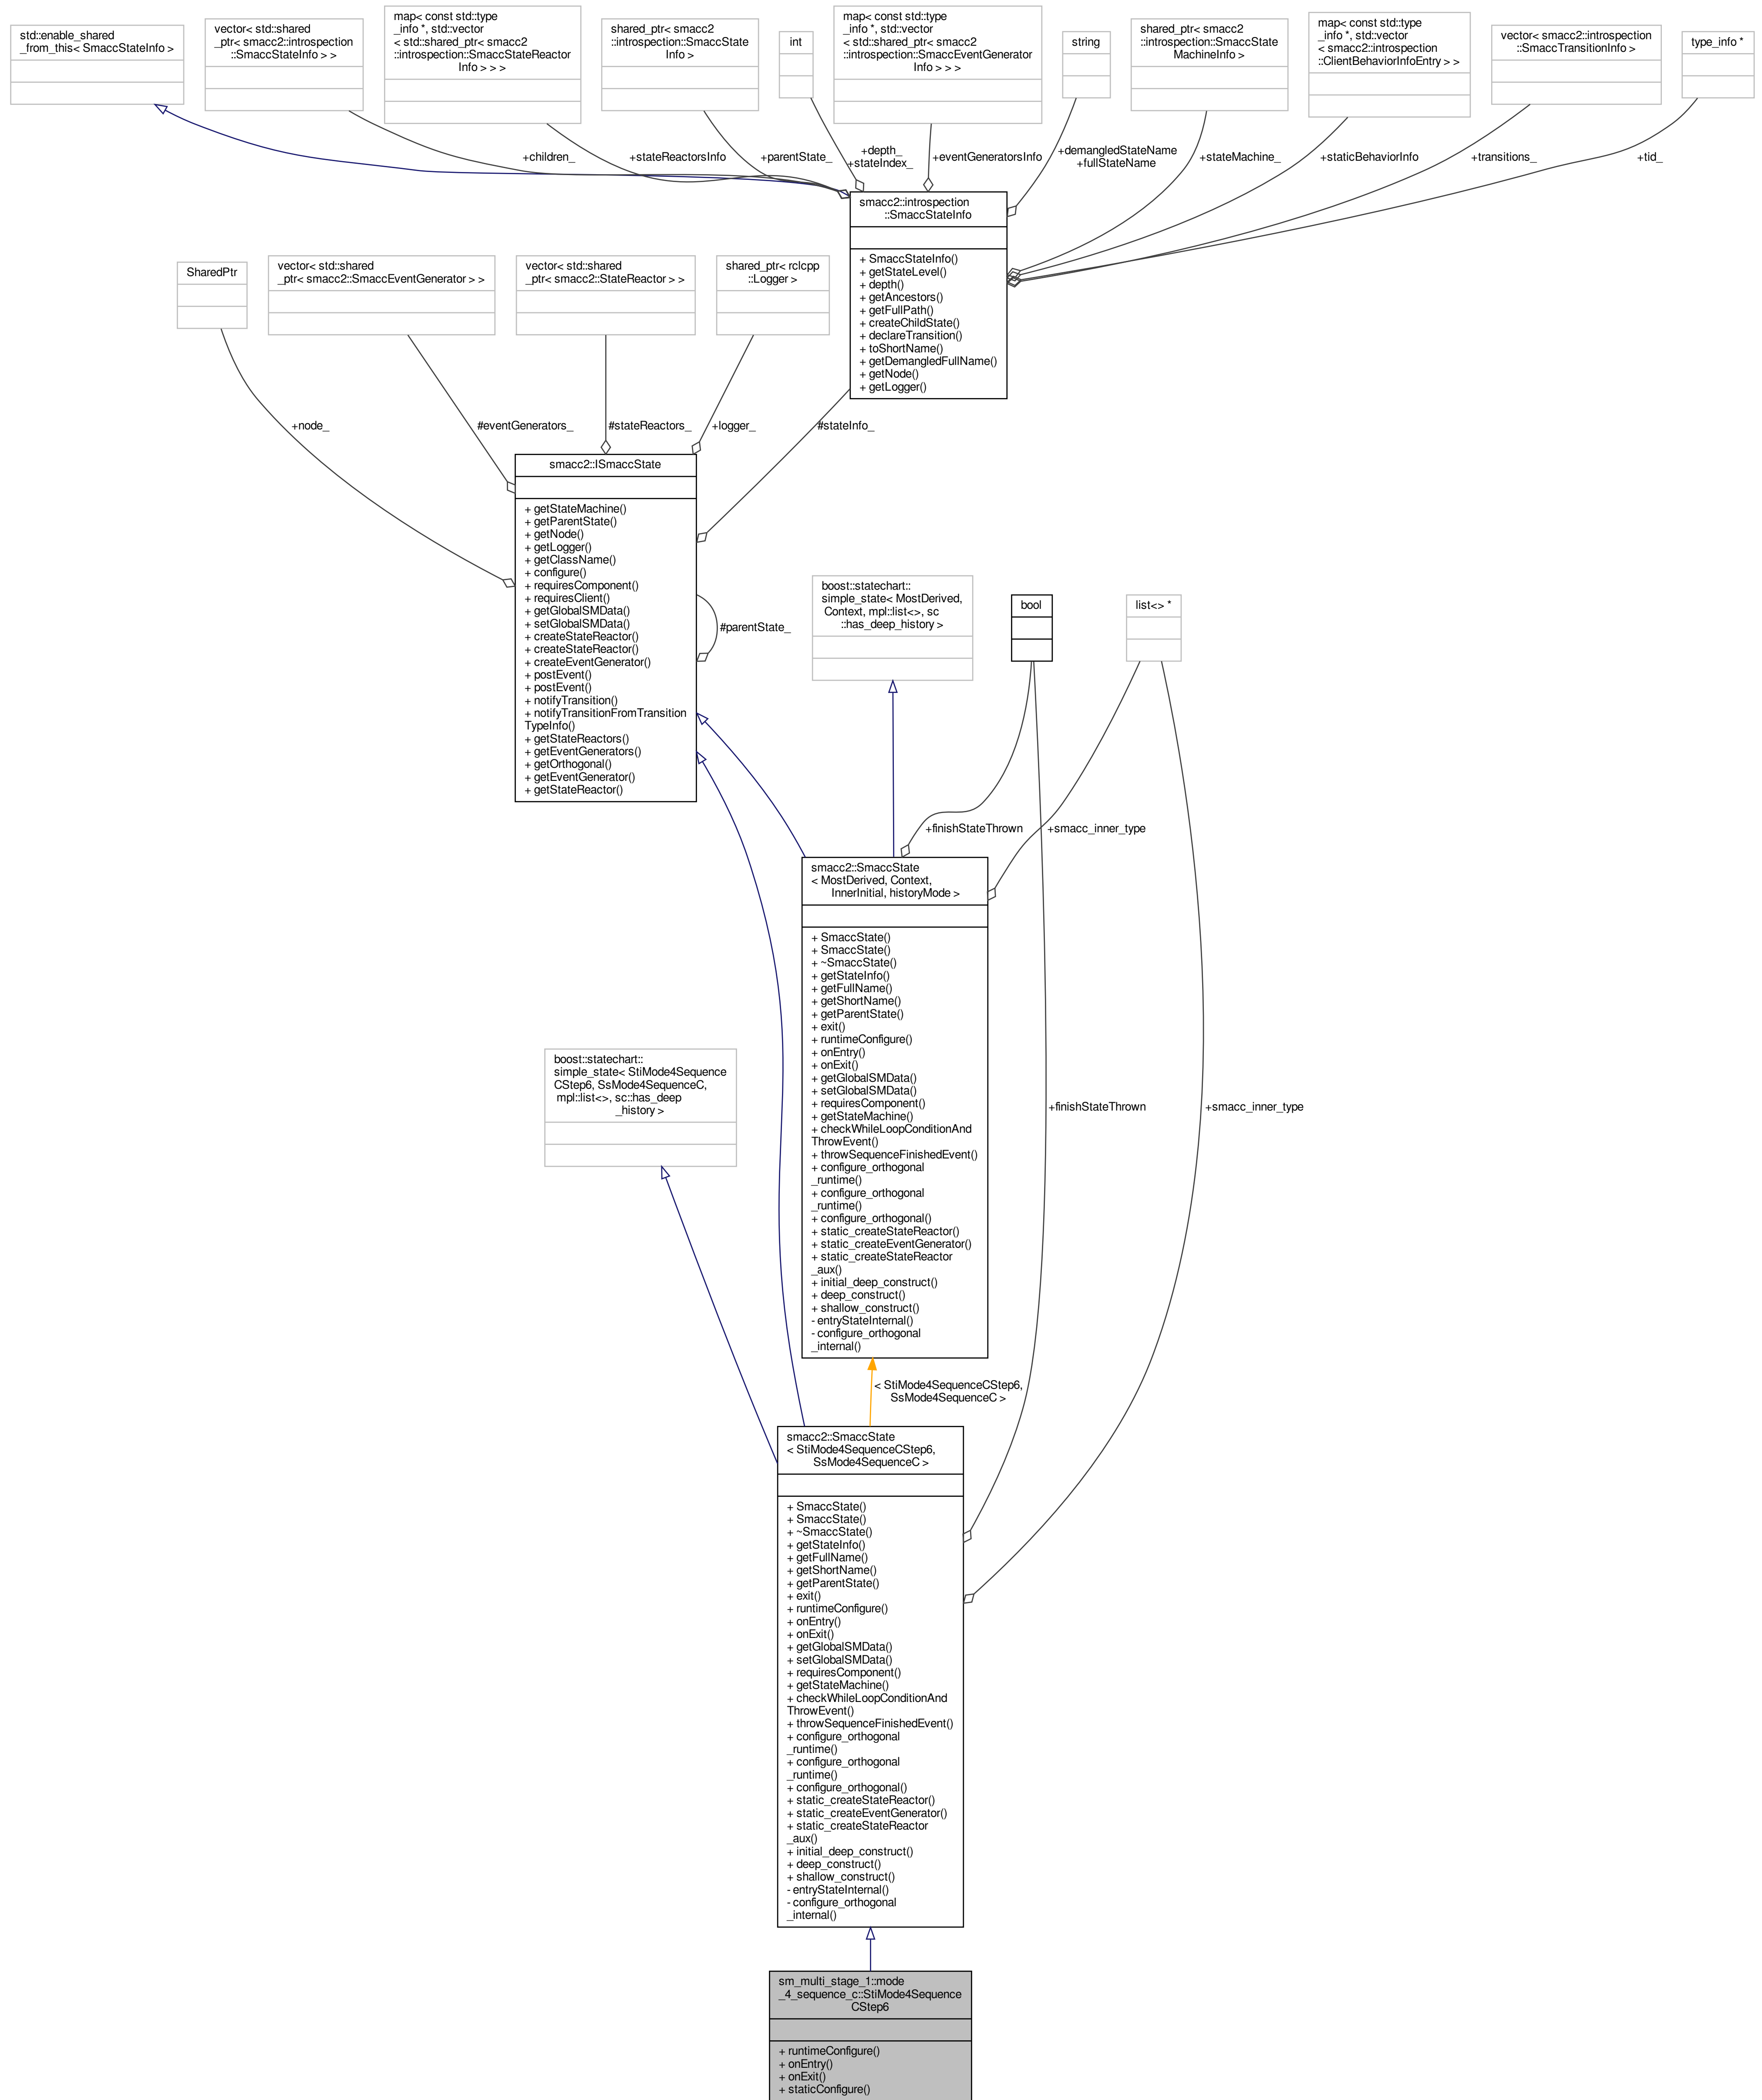 std::enable_shared
_from_this< SmaccStateInfo >
vector< std::shared
_ptr< smacc2::introspection
::SmaccStateInfo > >
map< const std::type
_info *, std::vector
< std::shared_ptr< smacc2
::introspection::SmaccStateReactor
Info > > >
shared_ptr< smacc2
::introspection::SmaccState
Info >
int
map< const std::type
_info *, std::vector
< std::shared_ptr< smacc2
::introspection::SmaccEventGenerator
Info > > >
string
shared_ptr< smacc2
::introspection::SmaccState
MachineInfo >
map< const std::type
_info *, std::vector
< smacc2::introspection
::ClientBehaviorInfoEntry > >
vector< smacc2::introspection
::SmaccTransitionInfo >
type_info *
+children_
+stateReactorsInfo
+parentState_
+depth_
+stateIndex_
+eventGeneratorsInfo
+demangledStateName
+fullStateName
+stateMachine_
+staticBehaviorInfo
+transitions_
+tid_
smacc2::introspection
::SmaccStateInfo
+ SmaccStateInfo()
+ getStateLevel()
+ depth()
+ getAncestors()
+ getFullPath()
+ createChildState()
+ declareTransition()
+ toShortName()
+ getDemangledFullName()
+ getNode()
+ getLogger()
SharedPtr
vector< std::shared
_ptr< smacc2::SmaccEventGenerator > >
vector< std::shared
_ptr< smacc2::StateReactor > >
shared_ptr< rclcpp
::Logger >
+node_
#eventGenerators_
#stateReactors_
+logger_
#stateInfo_
smacc2::ISmaccState
+ getStateMachine()
+ getParentState()
+ getNode()
+ getLogger()
+ getClassName()
+ configure()
+ requiresComponent()
+ requiresClient()
+ getGlobalSMData()
+ setGlobalSMData()
+ createStateReactor()
+ createStateReactor()
+ createEventGenerator()
+ postEvent()
+ postEvent()
+ notifyTransition()
+ notifyTransitionFromTransition
TypeInfo()
+ getStateReactors()
+ getEventGenerators()
+ getOrthogonal()
+ getEventGenerator()
+ getStateReactor()
#parentState_
boost::statechart::
simple_state< MostDerived,
Context, mpl::list<>, sc
::has_deep_history >
bool
list<> *
+finishStateThrown
+smacc_inner_type
smacc2::SmaccState
< MostDerived, Context,
InnerInitial, historyMode >
+ SmaccState()
+ SmaccState()
+ ~SmaccState()
+ getStateInfo()
+ getFullName()
+ getShortName()
+ getParentState()
+ exit()
+ runtimeConfigure()
+ onEntry()
+ onExit()
+ getGlobalSMData()
+ setGlobalSMData()
+ requiresComponent()
+ getStateMachine()
+ checkWhileLoopConditionAnd
ThrowEvent()
+ throwSequenceFinishedEvent()
+ configure_orthogonal
_runtime()
+ configure_orthogonal
_runtime()
+ configure_orthogonal()
+ static_createStateReactor()
+ static_createEventGenerator()
+ static_createStateReactor
_aux()
+ initial_deep_construct()
+ deep_construct()
+ shallow_construct()
- entryStateInternal()
- configure_orthogonal
_internal()
boost::statechart::
simple_state< StiMode4Sequence
CStep6, SsMode4SequenceC,
mpl::list<>, sc::has_deep
_history >
+finishStateThrown
+smacc_inner_type
< StiMode4SequenceCStep6,
SsMode4SequenceC >
smacc2::SmaccState
< StiMode4SequenceCStep6,
SsMode4SequenceC >
+ SmaccState()
+ SmaccState()
+ ~SmaccState()
+ getStateInfo()
+ getFullName()
+ getShortName()
+ getParentState()
+ exit()
+ runtimeConfigure()
+ onEntry()
+ onExit()
+ getGlobalSMData()
+ setGlobalSMData()
+ requiresComponent()
+ getStateMachine()
+ checkWhileLoopConditionAnd
ThrowEvent()
+ throwSequenceFinishedEvent()
+ configure_orthogonal
_runtime()
+ configure_orthogonal
_runtime()
+ configure_orthogonal()
+ static_createStateReactor()
+ static_createEventGenerator()
+ static_createStateReactor
_aux()
+ initial_deep_construct()
+ deep_construct()
+ shallow_construct()
- entryStateInternal()
- configure_orthogonal
_internal()
sm_multi_stage_1::mode
_4_sequence_c::StiMode4Sequence
CStep6
+ runtimeConfigure()
+ onEntry()
+ onExit()
+ staticConfigure()